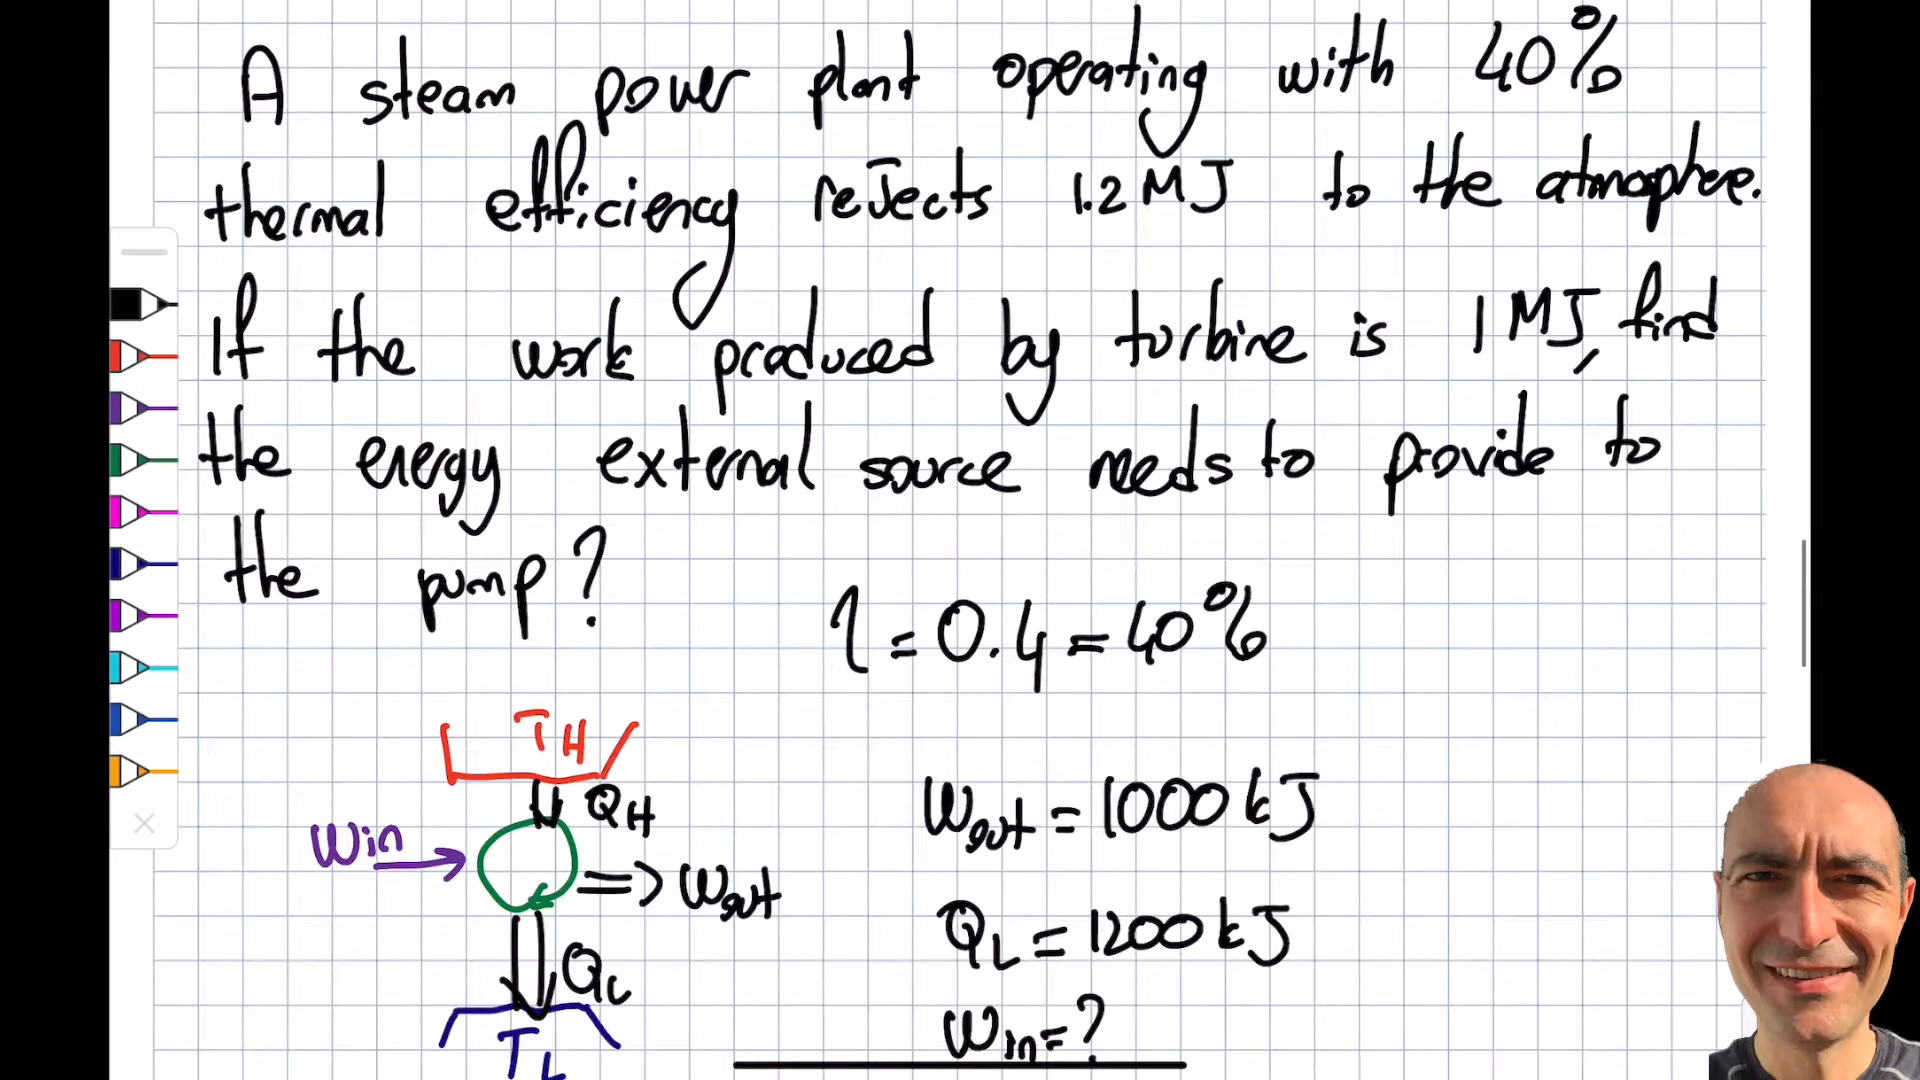 A steam power plant operating with 40%
thermal efficiency rejects 1.2 MJ to the atmosphere.
If the work produced by turbine is 1 MJ, find
the energy external source needs to provide to
the pump?
η = 0.4 = 40%
TH
QH
Win
Wout
QL
TL
Wout = 1000 kJ
QL = 1200 kJ
Win = ?